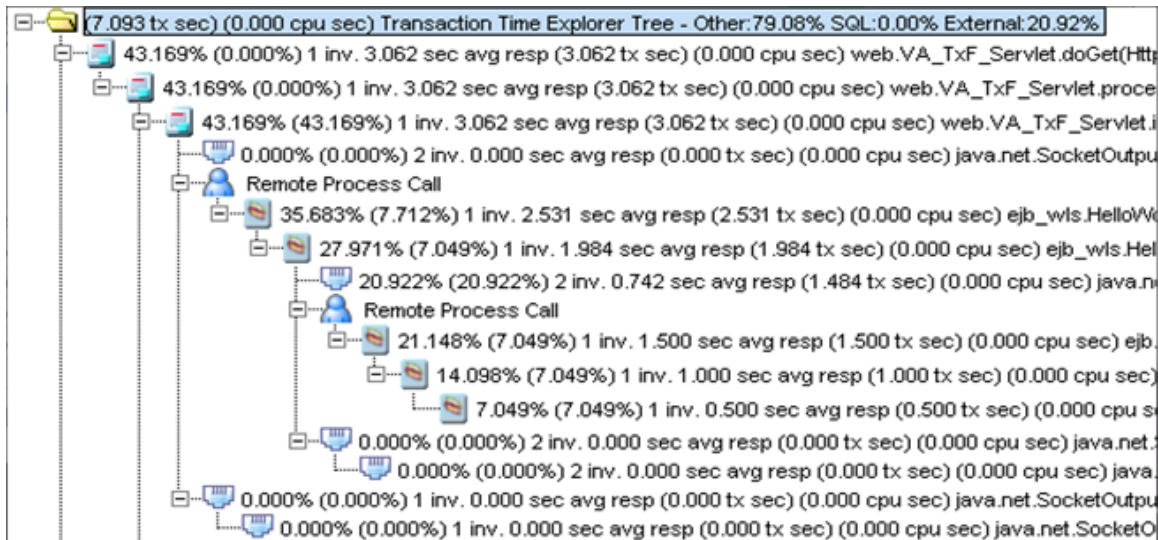 (7.093 tx sec) (0.000 cpu sec) Transaction Time Explorer Tree - Other:79.08% SQL:0.00% External:20.92%
43.169% (0.000%) 1 inv. 3.062 sec avg resp (3.062 tx sec) (0.000 cpu sec) web.VA_TxF_Servlet.doGet(Http
43.169% (0.000%) 1 inv. 3.062 sec avg resp (3.062 tx sec) (0.000 cpu sec) web.VA_TxF_Servlet.proce
43.169% (43.169%) 1 inv. 3.062 sec avg resp (3.062 tx sec) (0.000 cpu sec) web.VA_TxF_Servlet.i
0.000% (0.000%) 2 inv. 0.000 sec avg resp (0.000 tx sec) (0.000 cpu sec) java.net.SocketOutpu
Remote Process Call
35.683% (7.712%) 1 inv. 2.531 sec avg resp (2.531 tx sec) (0.000 cpu sec) ejb_wls.HelloWo
27.971% (7.049%) 1 inv. 1.984 sec avg resp (1.984 tx sec) (0.000 cpu sec) ejb_wls.Hel
20.922% (20.922%) 2 inv. 0.742 sec avg resp (1.484 tx sec) (0.000 cpu sec) java.n
Remote Process Call
21.148% (7.049%) 1 inv. 1.500 sec avg resp (1.500 tx sec) (0.000 cpu sec) ejb.
14.098% (7.049%) 1 inv. 1.000 sec avg resp (1.000 tx sec) (0.000 cpu sec)
7.049% (7.049%) 1 inv. 0.500 sec avg resp (0.500 tx sec) (0.000 cpu s
0.000% (0.000%) 2 inv. 0.000 sec avg resp (0.000 tx sec) (0.000 cpu sec) java.net.
0.000% (0.000%) 2 inv. 0.000 sec avg resp (0.000 tx sec) (0.000 cpu sec) java.
0.000% (0.000%) 1 inv. 0.000 sec avg resp (0.000 tx sec) (0.000 cpu sec) java.net.SocketOutpu
0.000% (0.000%) 1 inv. 0.000 sec avg resp (0.000 tx sec) (0.000 cpu sec) java.net.SocketO